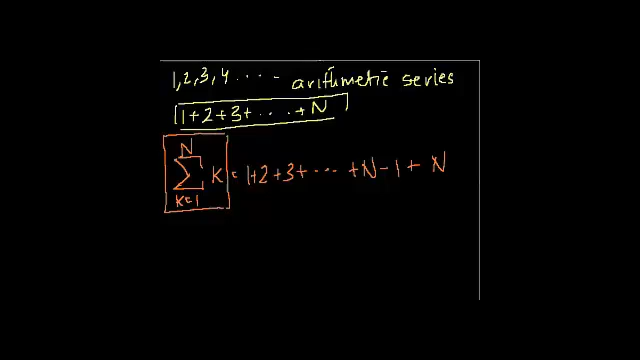 1,2,3,4.... arithmetic series
1+2+3+...+N
N
∑ K = 1+2+3+...+N-1+ N
K=1